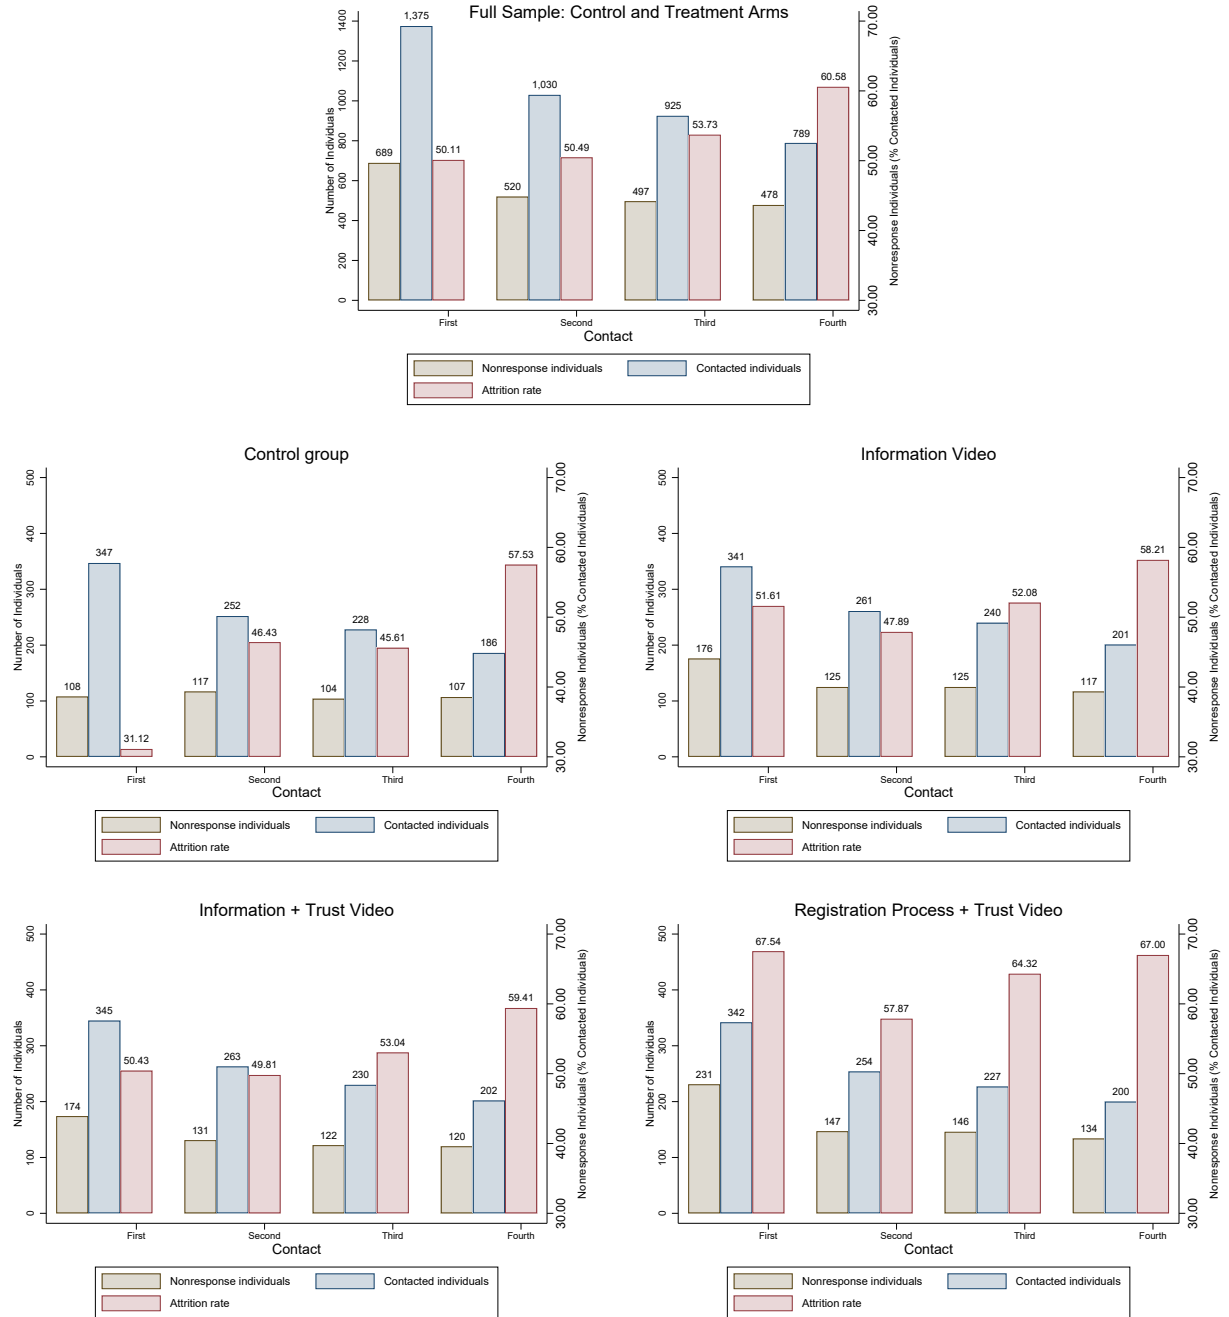 Full Sample: Control and Treatment Arms
Number of Individuals
0 200 400 600 800 1000 1200 1400
689 1,375 50.11
520 1,030 50.49
497 925 53.73
478 789 60.58
30.00 40.00 50.00 60.00 70.00
Nonresponse Individuals (% Contacted Individuals)
First Second Third Fourth
Contact
Nonresponse individuals Contacted individuals
Attrition rate
Control group
Number of Individuals
0 100 200 300 400 500
108 347 31.12
117 252 46.43
104 228 45.61
107 186 57.53
30.00 40.00 50.00 60.00 70.00
Nonresponse Individuals (% Contacted Individuals)
First Second Third Fourth
Contact
Nonresponse individuals Contacted individuals
Attrition rate
Information Video
Number of Individuals
0 100 200 300 400 500
176 341 51.61
125 261 47.89
125 240 52.08
117 201 58.21
30.00 40.00 50.00 60.00 70.00
Nonresponse Individuals (% Contacted Individuals)
First Second Third Fourth
Contact
Nonresponse individuals Contacted individuals
Attrition rate
Information + Trust Video
Number of Individuals
0 100 200 300 400 500
174 345 50.43
131 263 49.81
122 230 53.04
120 202 59.41
30.00 40.00 50.00 60.00 70.00
Nonresponse Individuals (% Contacted Individuals)
First Second Third Fourth
Contact
Nonresponse individuals Contacted individuals
Attrition rate
Registration Process + Trust Video
Number of Individuals
0 100 200 300 400 500
231 342 67.54
147 254 57.87
146 227 64.32
134 200 67.00
30.00 40.00 50.00 60.00 70.00
Nonresponse Individuals (% Contacted Individuals)
First Second Third Fourth
Contact
Nonresponse individuals Contacted individuals
Attrition rate